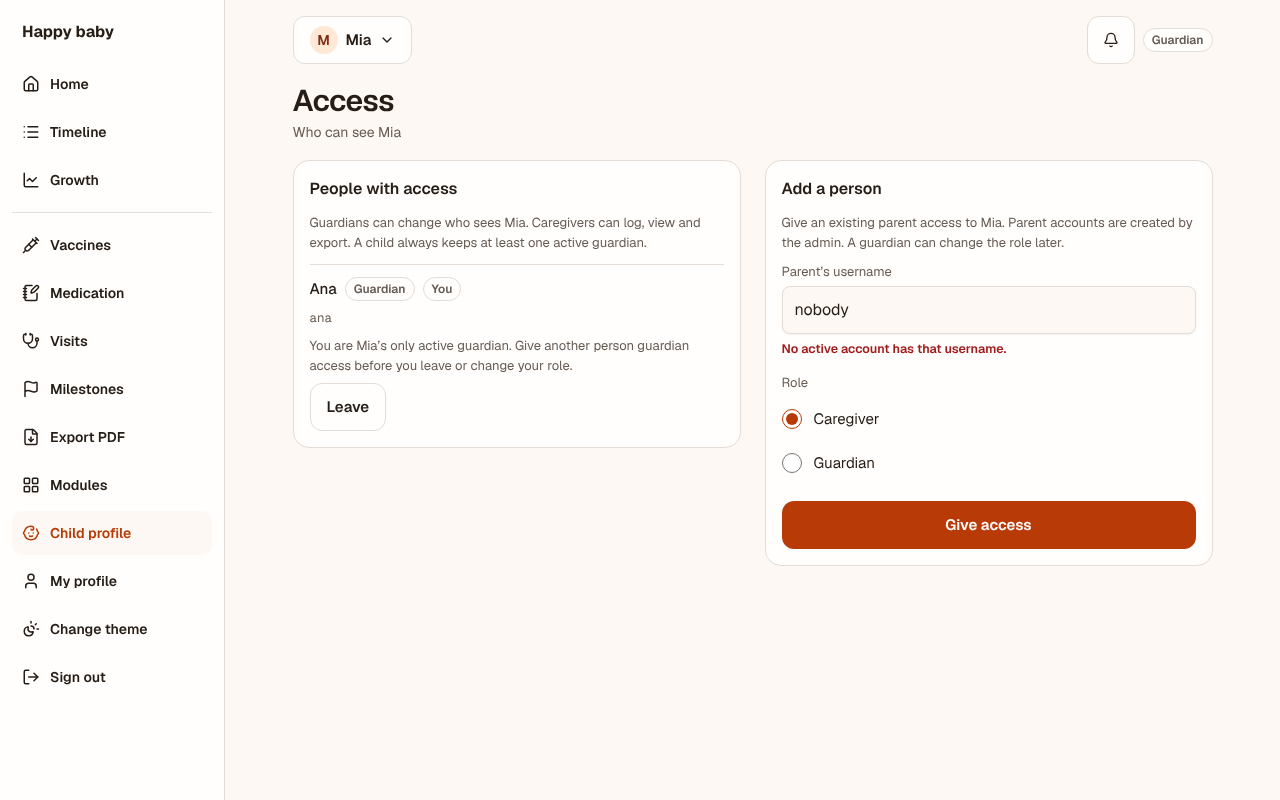 Happy baby
Home
Timeline
Growth
Vaccines
Medication
Visits
Milestones
Export PDF
Modules
Child profile
My profile
Change theme
Sign out
M Mia
Guardian
Access
Who can see Mia
People with access
Guardians can change who sees Mia. Caregivers can log, view and
export. A child always keeps at least one active guardian.
Ana Guardian You
ana
You are Mia’s only active guardian. Give another person guardian
access before you leave or change your role.
Leave
Add a person
Give an existing parent access to Mia. Parent accounts are created by
the admin. A guardian can change the role later.
Parent’s username
nobody
No active account has that username.
Role
Caregiver
Guardian
Give access